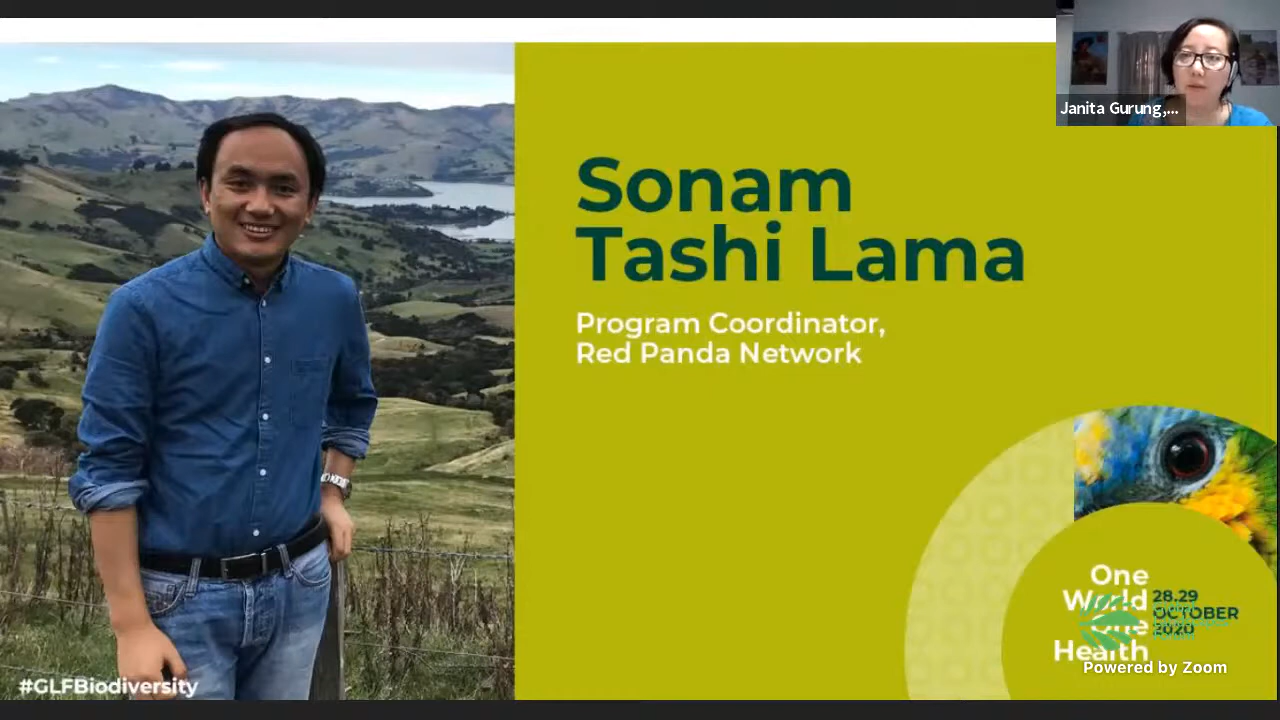 Janita Gurung,...
Sonam
Tashi Lama
Program Coordinator,
Red Panda Network
One
World
One
Health
28.29
OCTOBER
2020
Powered by Zoom
#GLFBiodiversity